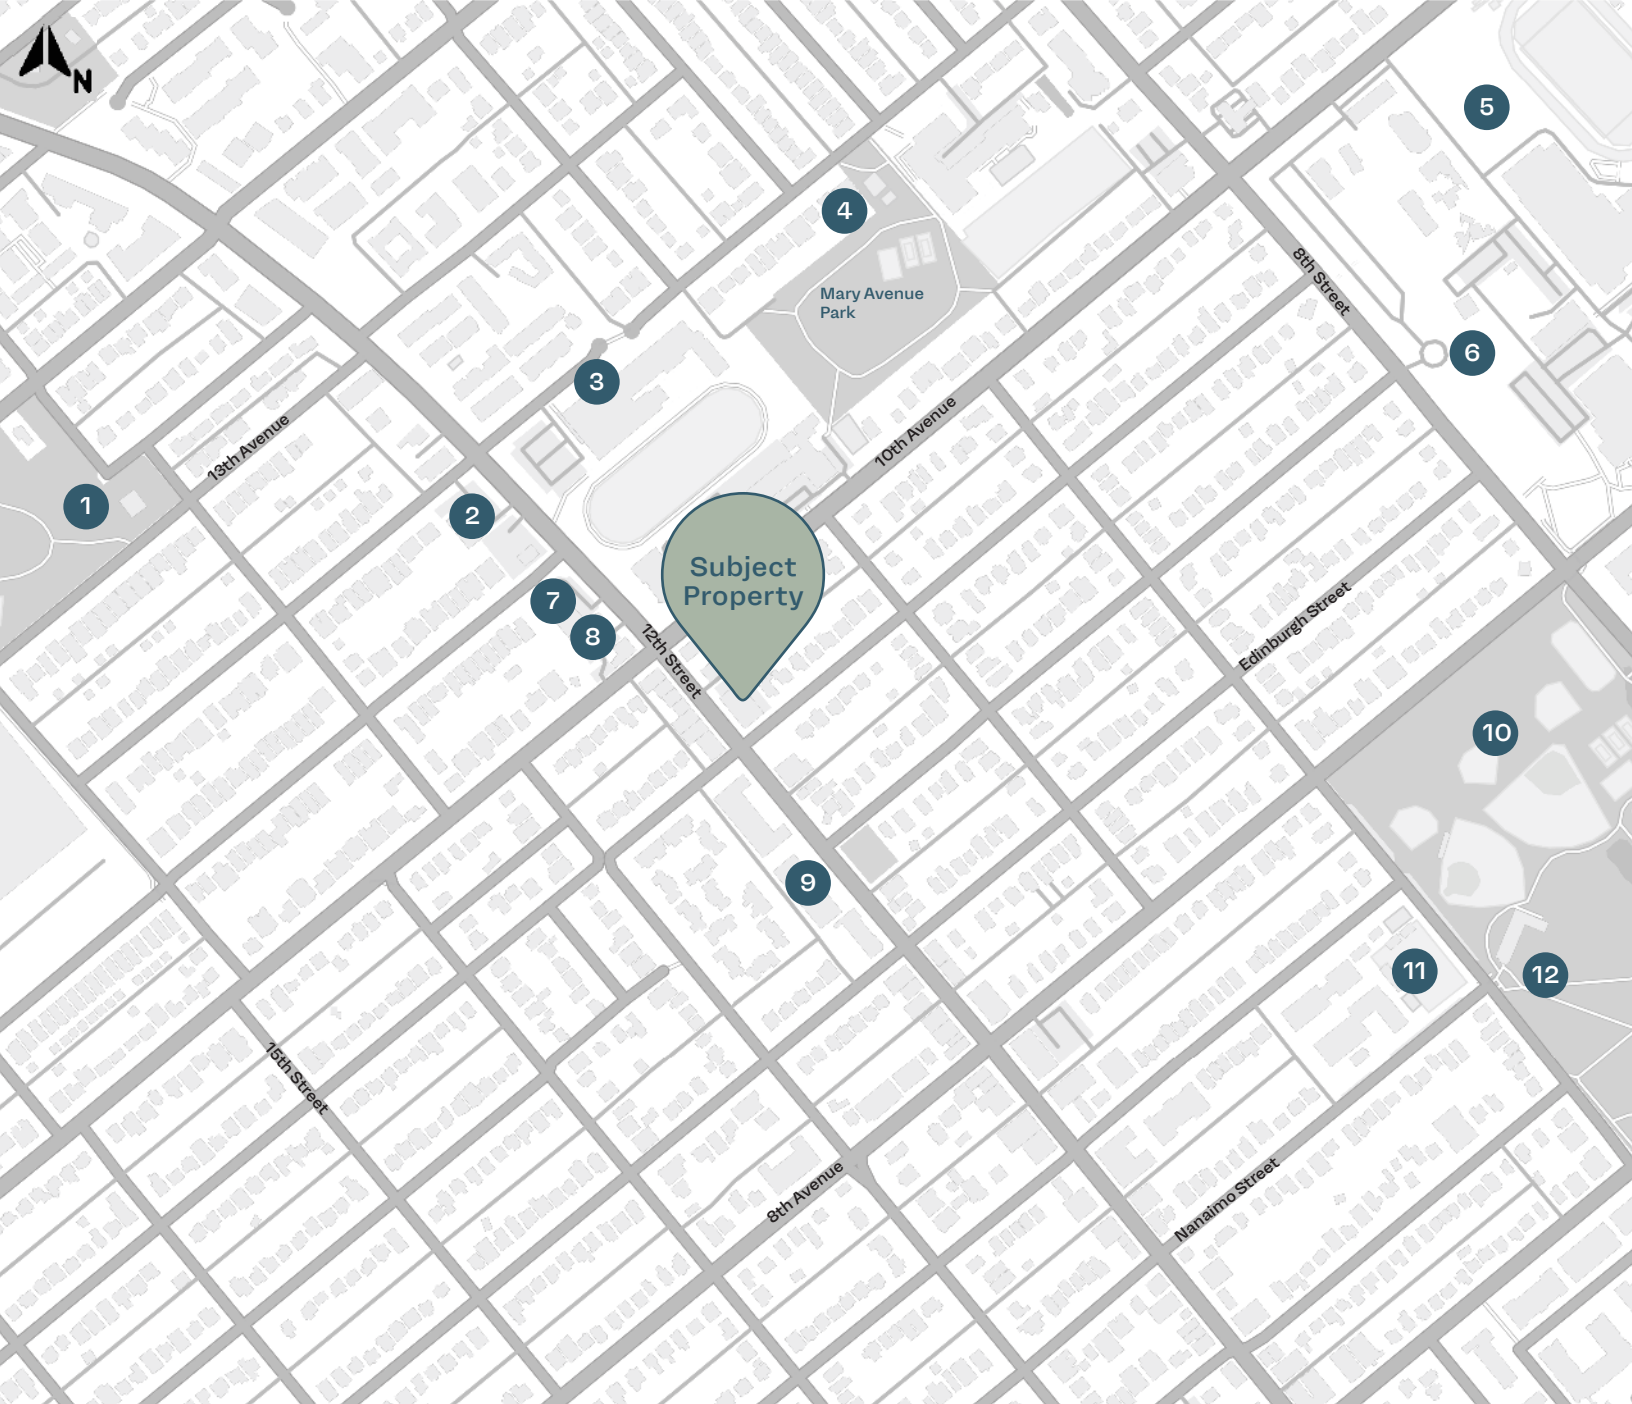 N
5
4
8th Street
Mary Avenue
Park
6
3
10th Avenue
13th Avenue
1
2
Subject
Property
7
8
12th Street
Edinburgh Street
10
9
11
12
15th Street
8th Avenue
Nanaimo Street